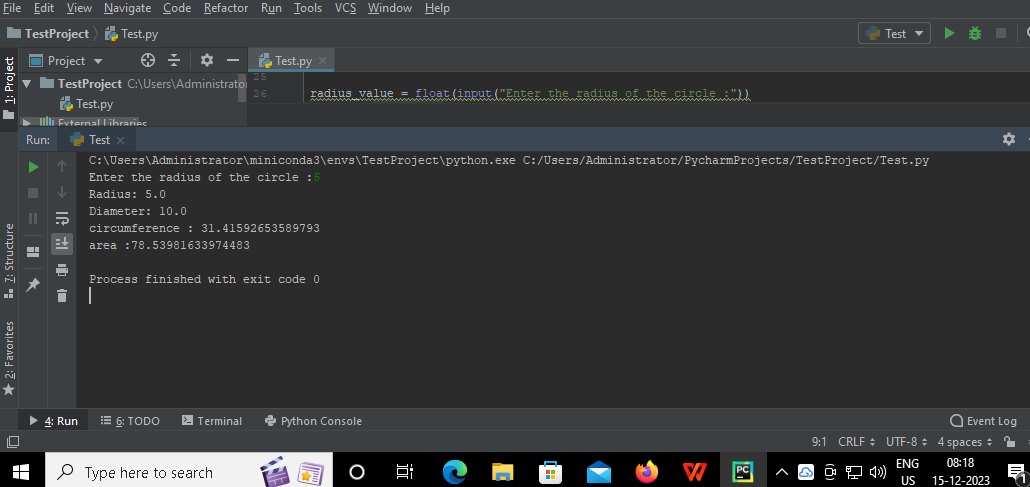 File Edit View Navigate Code Refactor Run Tools VCS Window Help
TestProject Test.py Test
1: Project
Project Test.py
TestProject C:\Users\Administrator
Test.py
External Libraries
25
26 radius_value = float(input("Enter the radius of the circle :"))
Run: Test
C:\Users\Administrator\miniconda3\envs\TestProject\python.exe C:/Users/Administrator/PycharmProjects/TestProject/Test.py
Enter the radius of the circle :5
Radius: 5.0
Diameter: 10.0
circumference : 31.41592653589793
area :78.53981633974483
Process finished with exit code 0
7: Structure
2: Favorites
4: Run 6: TODO Terminal Python Console Event Log
9:1 CRLF UTF-8 4 spaces
Type here to search
PC
ENG
US
08:18
15-12-2023
1